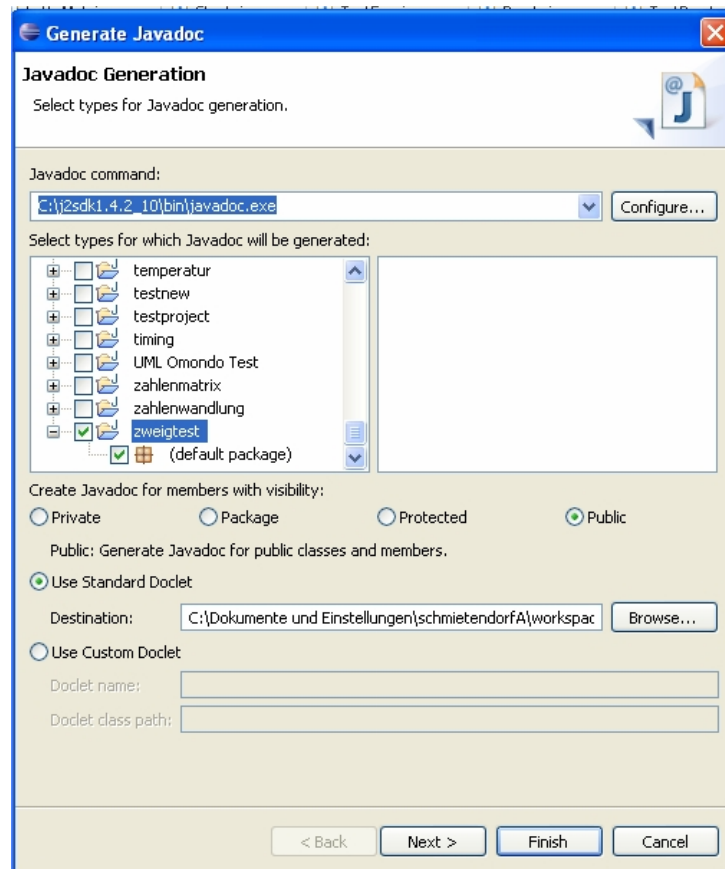 Generate Javadoc
Javadoc Generation
Select types for Javadoc generation.
@
J
Javadoc command:
C:\j2sdk1.4.2_10\bin\javadoc.exe
Configure...
Select types for which Javadoc will be generated:
temperatur
testnew
testproject
timing
UML Omondo Test
zahlenmatrix
zahlenwandlung
zweigtest
(default package)
Create Javadoc for members with visibility:
Private Package Protected Public
Public: Generate Javadoc for public classes and members.
Use Standard Doclet
Destination: C:\Dokumente und Einstellungen\schmietendorfA\workspac Browse...
Use Custom Doclet
Doclet name:
Doclet class path:
< Back Next > Finish Cancel